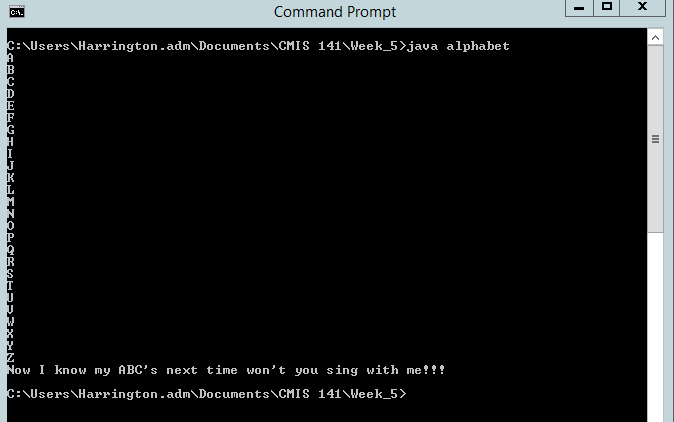 Command Prompt
C:\Users\Harrington.adm\Documents\CMIS 141\Week_5>java alphabet
A
B
C
D
E
F
G
H
I
J
K
L
M
N
O
P
Q
R
S
T
U
V
W
X
Y
Z
Now I know my ABC's next time won't you sing with me!!!
C:\Users\Harrington.adm\Documents\CMIS 141\Week_5>